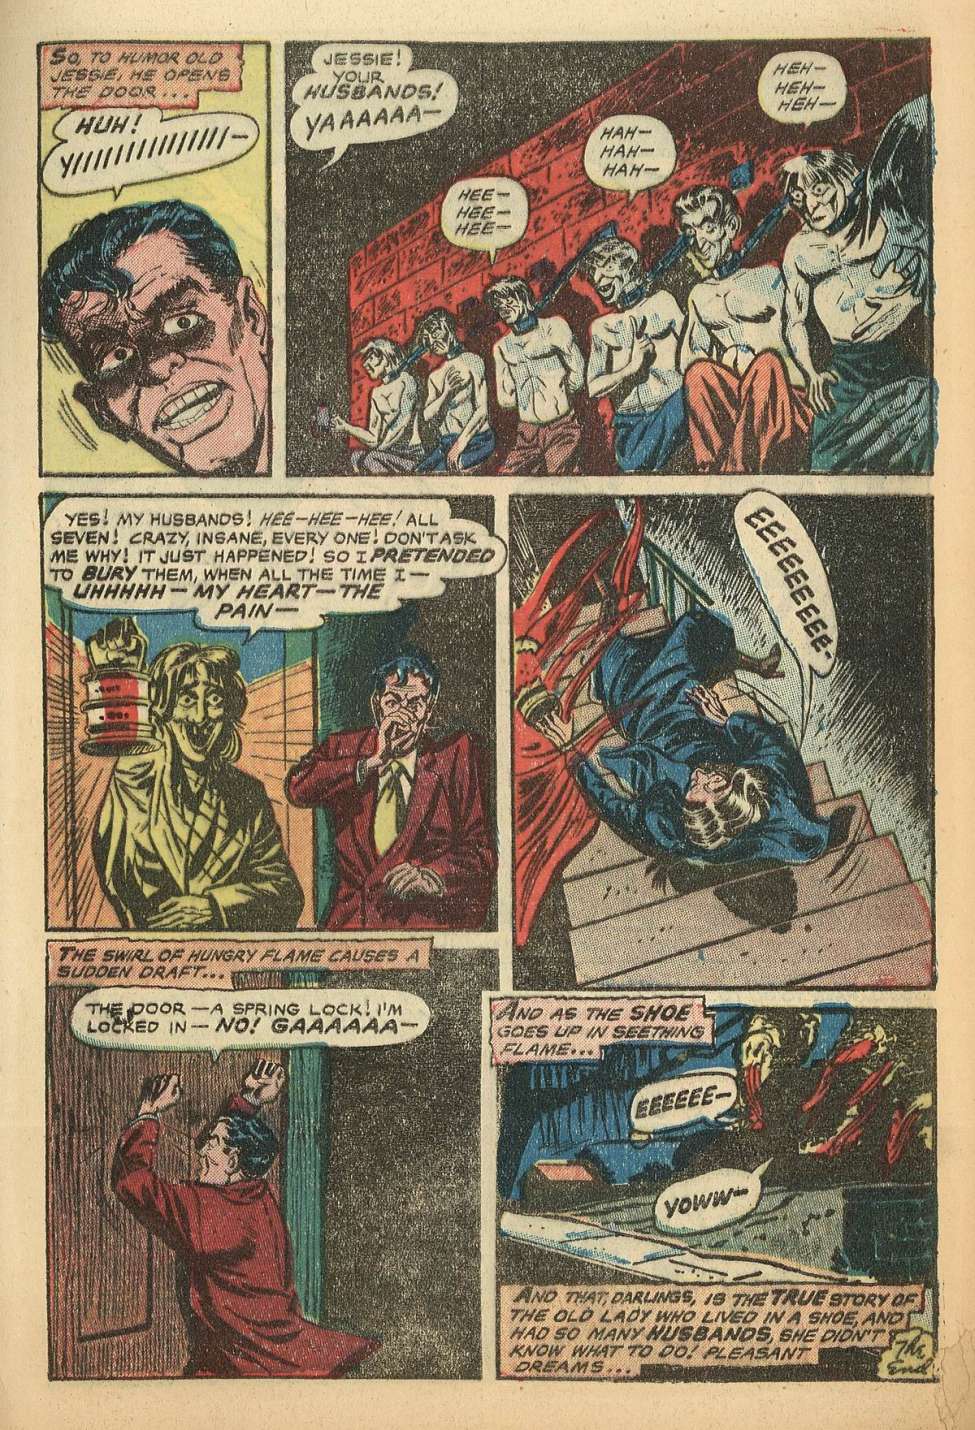 SO, TO HUMOR OLD
JESSIE, HE OPENS
THE DOOR...
HUH!
YIIIIIIIIIIIIII—
JESSIE!
YOUR
HUSBANDS!
YAAAAAA—
HEE—
HEE—
HEE—
HAH—
HAH—
HAH—
HEH—
HEH—
HEH—
YES! MY HUSBANDS! HEE-HEE-HEE! ALL
SEVEN! CRAZY, INSANE, EVERY ONE! DON'T ASK
ME WHY! IT JUST HAPPENED! SO I PRETENDED
TO BURY THEM, WHEN ALL THE TIME I—
UHHHHH— MY HEART—THE
PAIN—
EEEEEEEEEE-
THE SWIRL OF HUNGRY FLAME CAUSES A
SUDDEN DRAFT...
THE DOOR —A SPRING LOCK! I'M
LOCKED IN— NO! GAAAAAA—
AND AS THE SHOE
GOES UP IN SEETHING
FLAME...
EEEEEE—
YOWW—
AND THAT, DARLINGS, IS THE TRUE STORY OF
THE OLD LADY WHO LIVED IN A SHOE, AND
HAD SO MANY HUSBANDS, SHE DIDN'T
KNOW WHAT TO DO! PLEASANT
DREAMS...
The
End